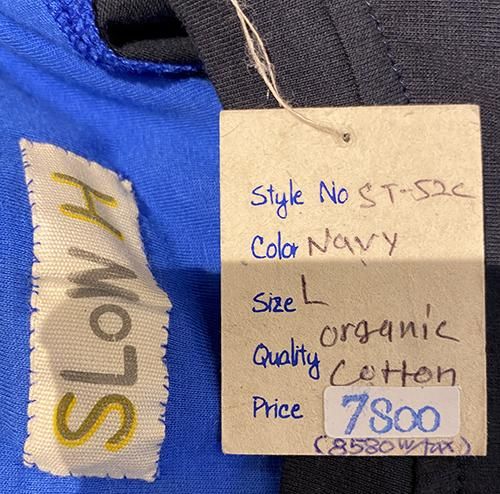 SLOW H
Style No ST-52C
Color Navy
Size L
Quality organic cotton
Price 7800
(8580 w/tax)